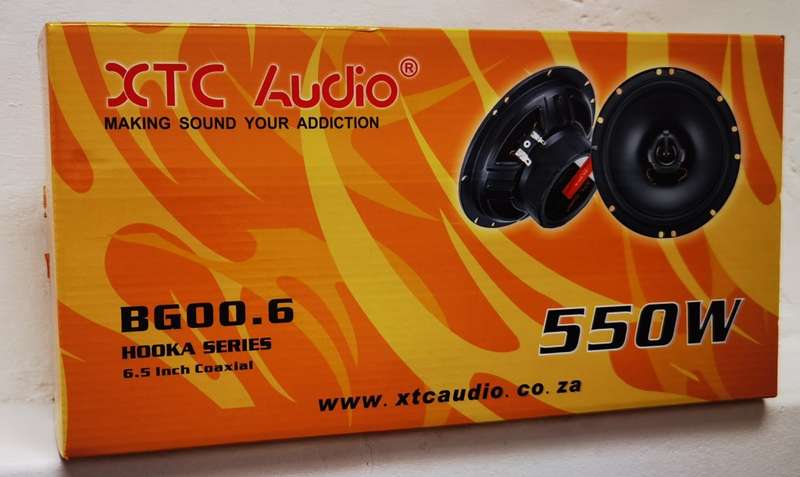 XTC Audio®
MAKING SOUND YOUR ADDICTION
BG00.6
HOOKA SERIES
6.5 Inch Coaxial
550W
www.xtcaudio.co.za